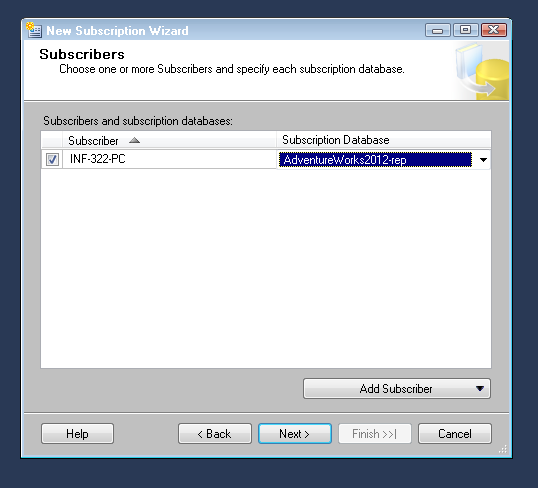 New Subscription Wizard
Subscribers
Choose one or more Subscribers and specify each subscription database.
Subscribers and subscription databases:
Subscriber Subscription Database
INF-322-PC AdventureWorks2012-rep
Add Subscriber
Help < Back Next > Finish >>| Cancel